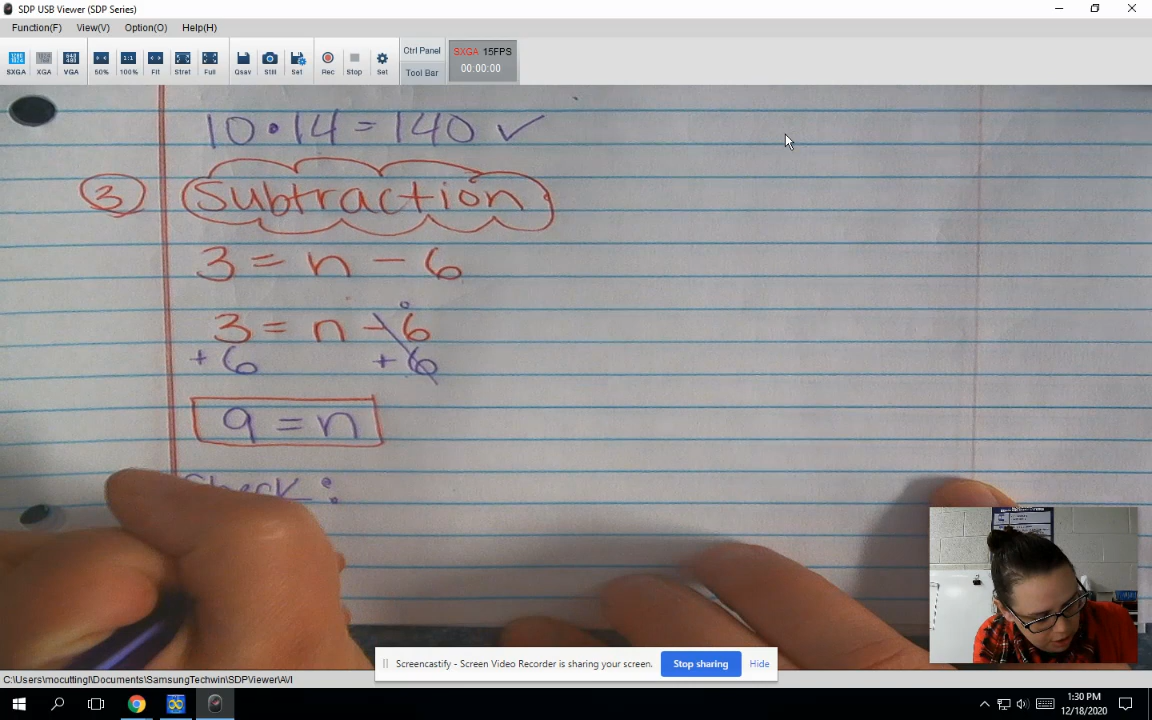 SDP USB Viewer (SDP Series)
Function(F) View(V) Option(O) Help(H)
SXGA XGA VGA 50% 100% Fit Stret Full Qsav Still Set Rec Stop Set
Ctrl Panel
Tool Bar
SXGA 15FPS
00:00:00
10 • 14 = 140 ✓
3 Subtraction
3 = n - 6
3 = n - 6
+ 6 + 6
9 = n
Check:
Screencastify - Screen Video Recorder is sharing your screen. Stop sharing Hide
C:\Users\mocutting\Documents\SamsungTechwin\SDPViewer\AVI
1:30 PM
12/18/2020